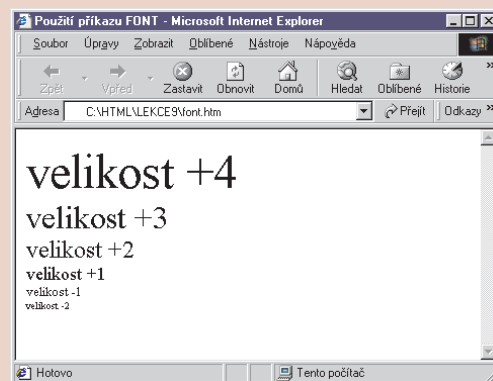 Použití příkazu FONT - Microsoft Internet Explorer
Soubor Úpravy Zobrazit Oblíbené Nástroje Nápověda
Zpět Vpřed Zastavit Obnovit Domů Hledat Oblíbené Historie »
Adresa C:\HTML\LEKCE9\font.htm Přejít Odkazy »
velikost +4
velikost +3
velikost +2
velikost +1
velikost -1
velikost -2
Hotovo Tento počítač